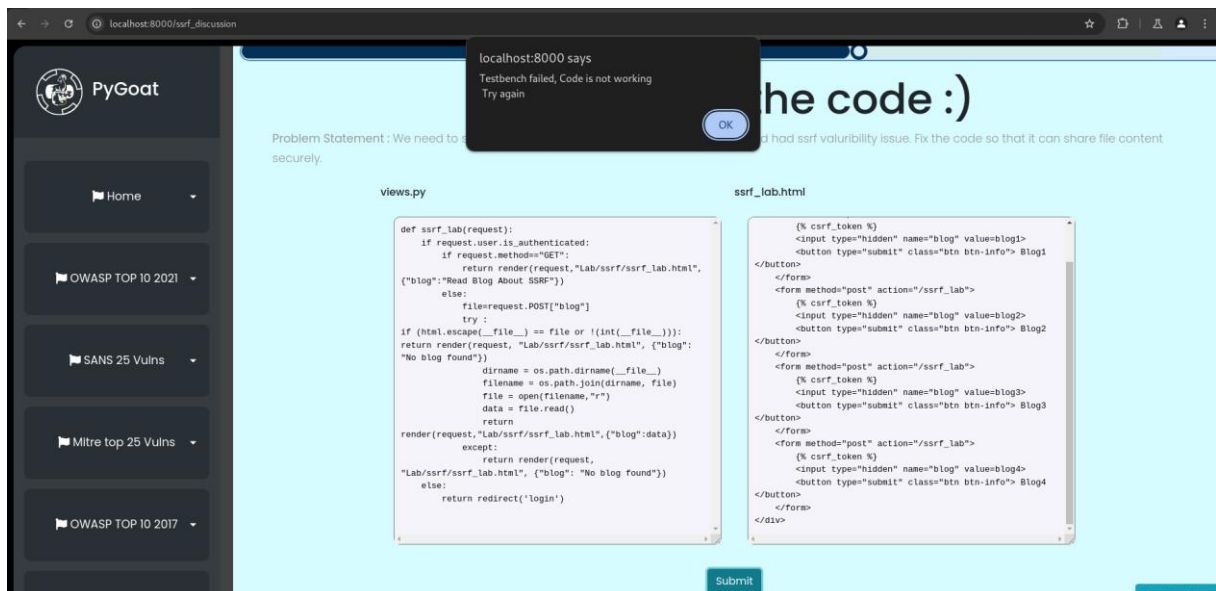 localhost:8000/ssrf_discussion
localhost:8000 says
Testbench failed, Code is not working
Try again
OK
PyGoat
he code :)
Problem Statement : We need to
d had ssrf valuribility issue. Fix the code so that it can share file content
securely.
Home
OWASP TOP 10 2021
SANS 25 Vulns
Mitre top 25 Vulns
OWASP TOP 10 2017
views.py
def ssrf_lab(request):
if request.user.is_authenticated:
if request.method=="GET":
return render(request,"Lab/ssrf/ssrf_lab.html",
{"blog":"Read Blog About SSRF"})
else:
file=request.POST["blog"]
try :
if (html.escape(__file__) == file or !(int(__file__))):
return render(request, "Lab/ssrf/ssrf_lab.html", {"blog":
"No blog found"})
dirname = os.path.dirname(__file__)
filename = os.path.join(dirname, file)
file = open(filename,"r")
data = file.read()
return
render(request,"Lab/ssrf/ssrf_lab.html",{"blog":data})
except:
return render(request,
"Lab/ssrf/ssrf_lab.html", {"blog": "No blog found"})
else:
return redirect('login')
ssrf_lab.html
{% csrf_token %}
<input type="hidden" name="blog" value=blog1>
<button type="submit" class="btn btn-info"> Blog1
</button>
</form>
<form method="post" action="/ssrf_lab">
{% csrf_token %}
<input type="hidden" name="blog" value=blog2>
<button type="submit" class="btn btn-info"> Blog2
</button>
</form>
<form method="post" action="/ssrf_lab">
{% csrf_token %}
<input type="hidden" name="blog" value=blog3>
<button type="submit" class="btn btn-info"> Blog3
</button>
</form>
<form method="post" action="/ssrf_lab">
{% csrf_token %}
<input type="hidden" name="blog" value=blog4>
<button type="submit" class="btn btn-info"> Blog4
</button>
</form>
</div>
Submit